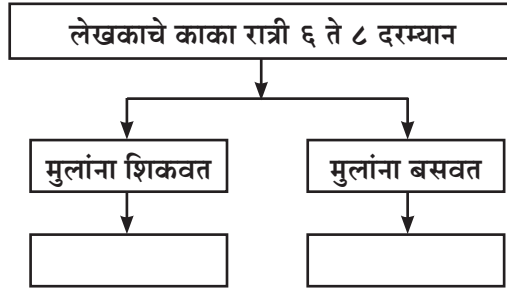 लेखकाचे काका रात्री ६ ते ८ दरम्यान
मुलांना शिकवत
मुलांना बसवत